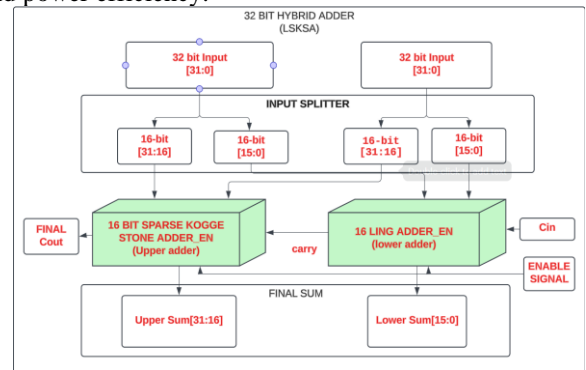 and power efficiency.
32 BIT HYBRID ADDER
(LSKSA)
32 bit Input
[31:0]
32 bit Input
[31:0]
INPUT SPLITTER
16-bit
[31:16]
16-bit
[15:0]
16-bit
[31:16]
16-bit
[15:0]
16 BIT SPARSE KOGGE
STONE ADDER_EN
(Upper adder)
16 LING ADDER_EN
(lower adder)
FINAL
Cout
carry
Cin
ENABLE
SIGNAL
FINAL SUM
Upper Sum[31:16]
Lower Sum[15:0]